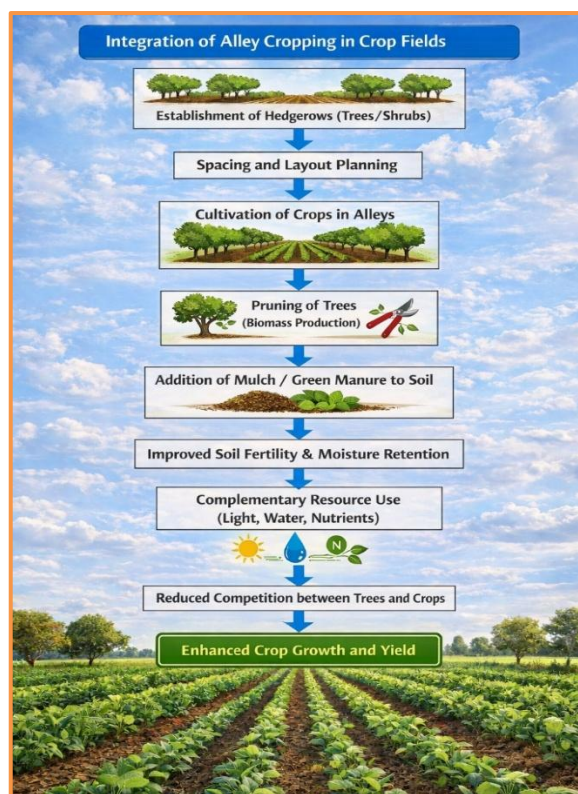 Integration of Alley Cropping in Crop Fields
Establishment of Hedgerows (Trees/Shrubs)
Spacing and Layout Planning
Cultivation of Crops in Alleys
Pruning of Trees
(Biomass Production)
Addition of Mulch / Green Manure to Soil
Improved Soil Fertility & Moisture Retention
Complementary Resource Use
(Light, Water, Nutrients)
N
Reduced Competition between Trees and Crops
Enhanced Crop Growth and Yield